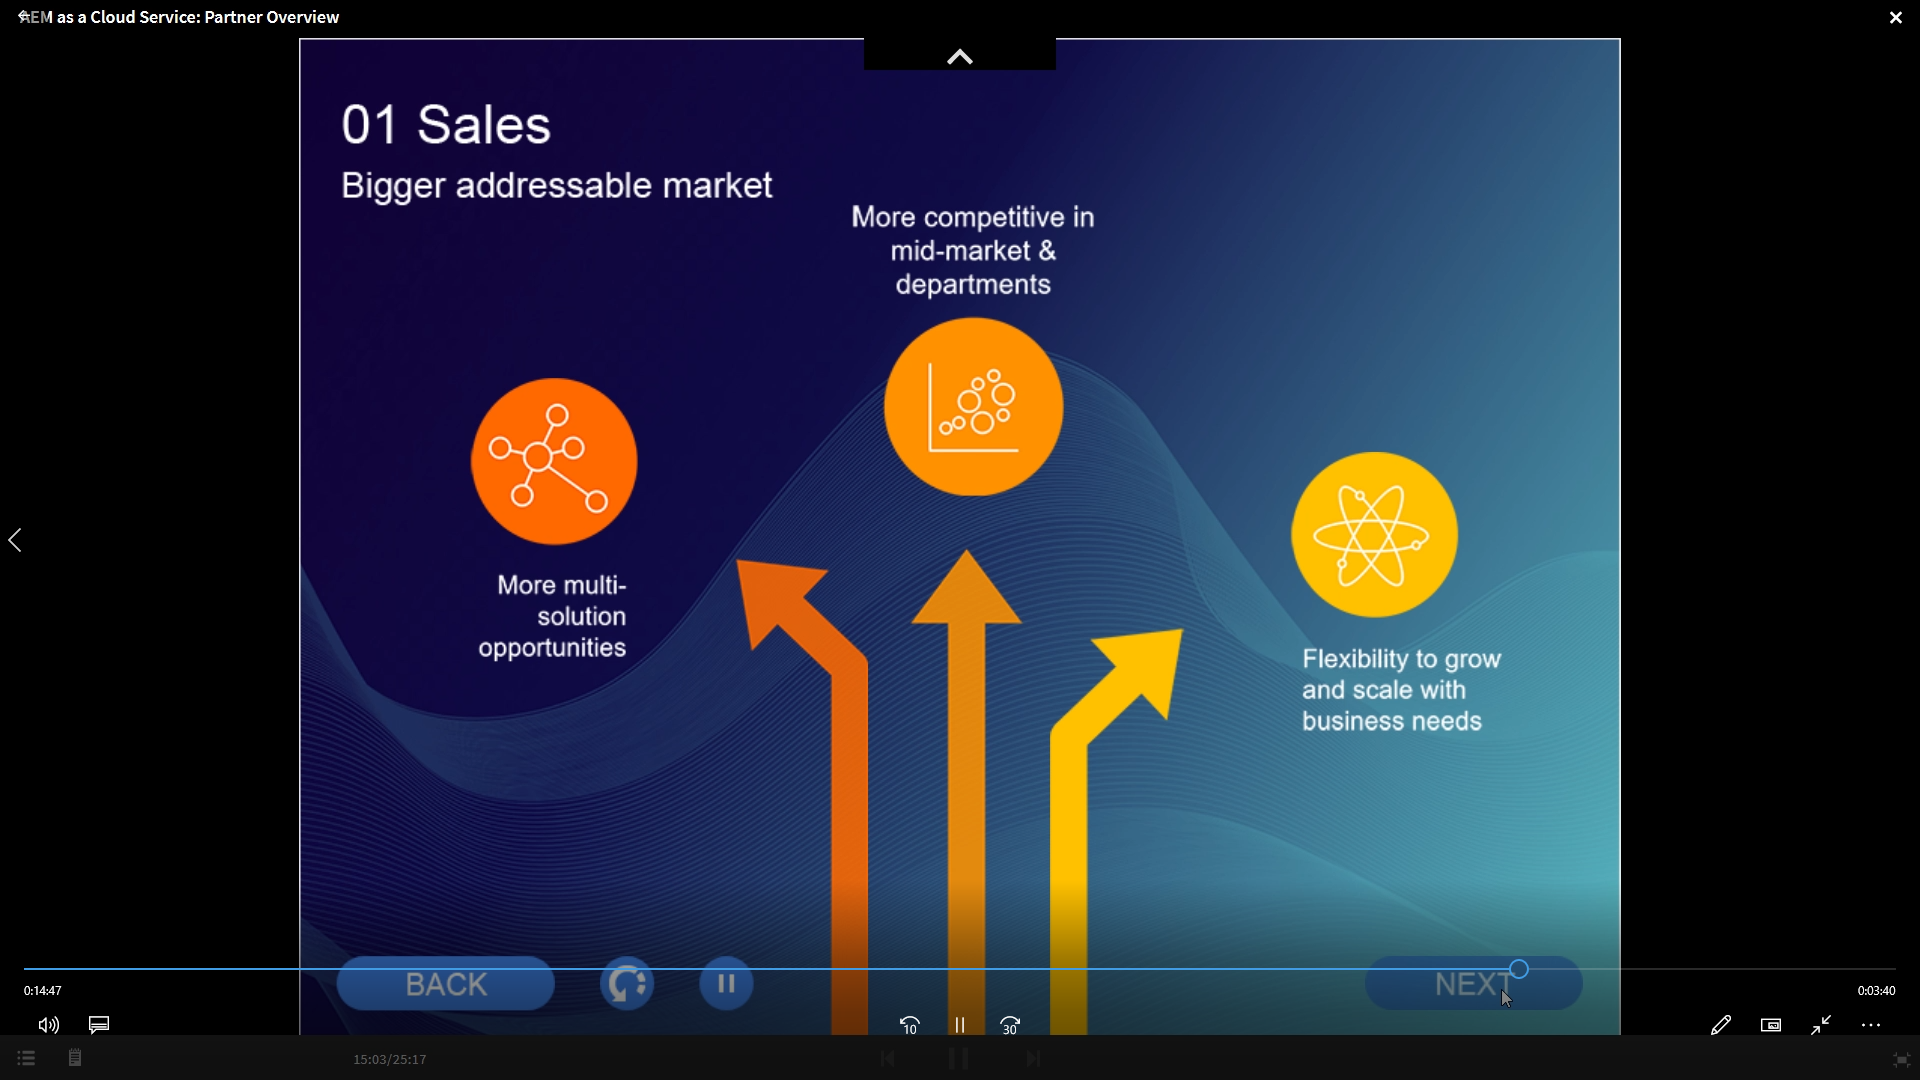 AEM as a Cloud Service: Partner Overview
01 Sales
Bigger addressable market
More competitive in
mid-market &
departments
More multi-
solution
opportunities
Flexibility to grow
and scale with
business needs
BACK
NEXT
0:14:47
0:03:40
10
30
15:03/25:17